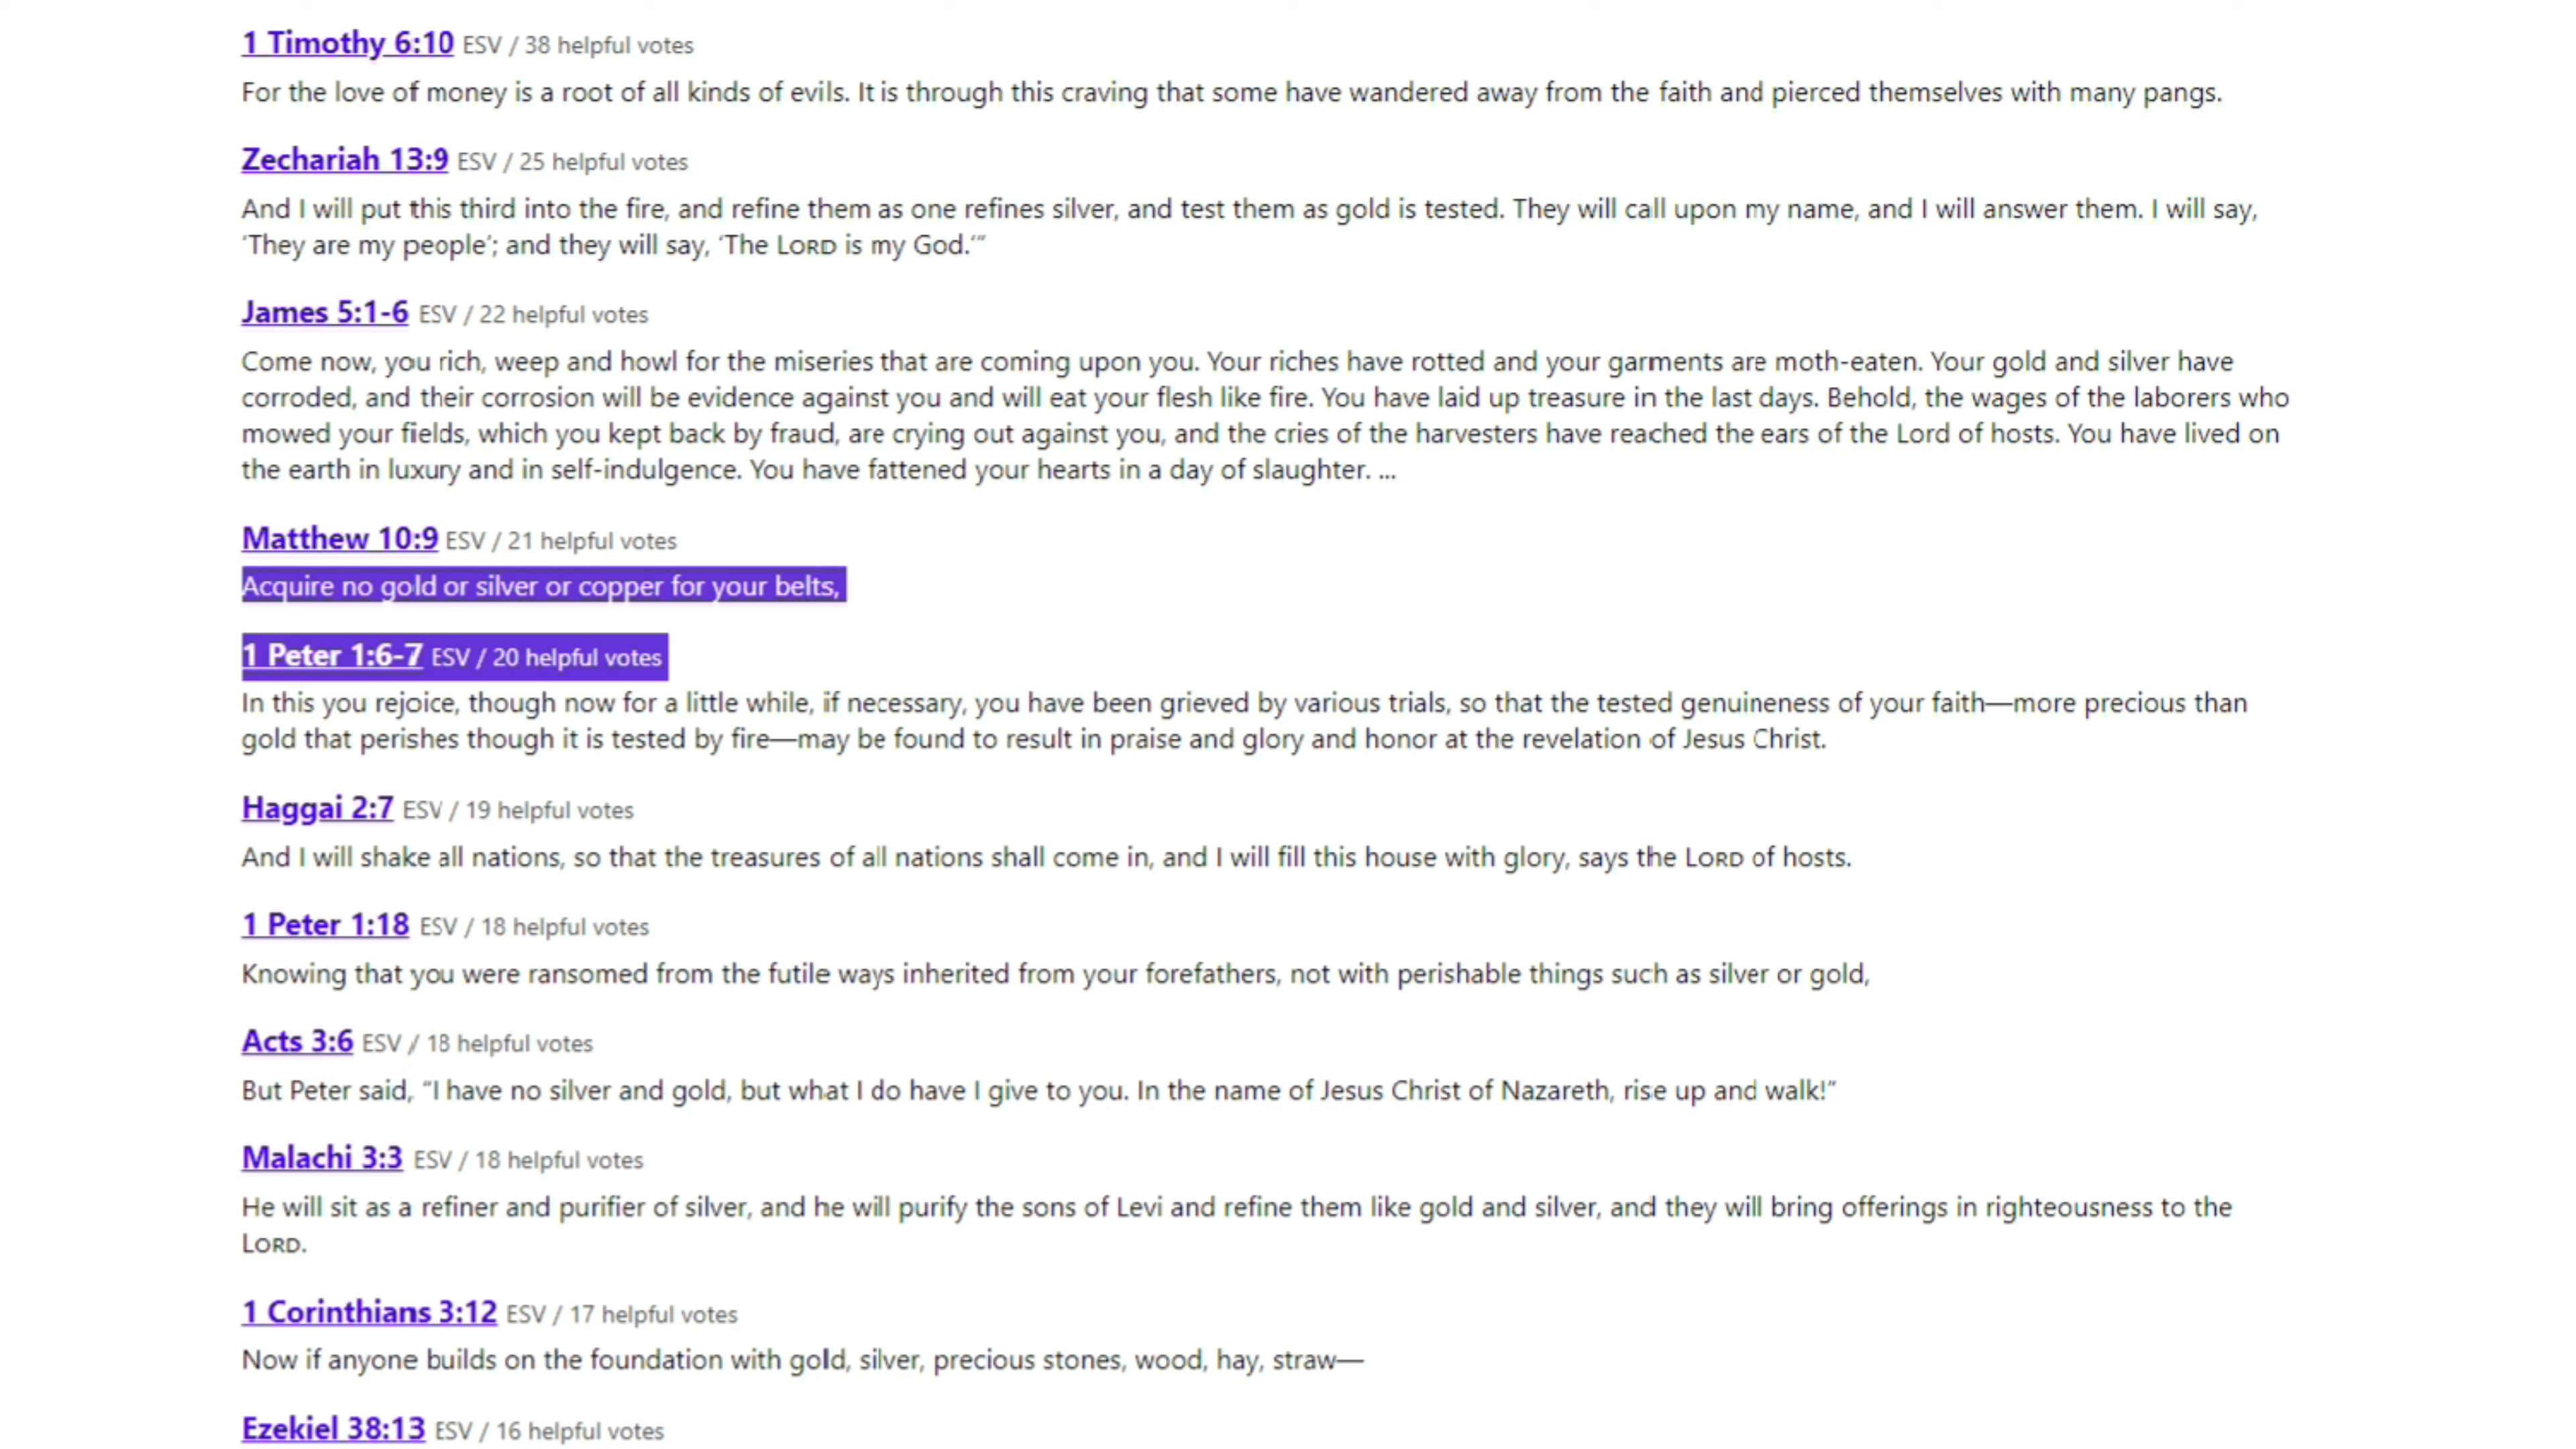 1 Timothy 6:10 ESV / 38 helpful votes
For the love of money is a root of all kinds of evils. It is through this craving that some have wandered away from the faith and pierced themselves with many pangs.
Zechariah 13:9 ESV / 25 helpful votes
And I will put this third into the fire, and refine them as one refines silver, and test them as gold is tested. They will call upon my name, and I will answer them. I will say,
‘They are my people’; and they will say, ‘The LORD is my God.’”
James 5:1-6 ESV / 22 helpful votes
Come now, you rich, weep and howl for the miseries that are coming upon you. Your riches have rotted and your garments are moth-eaten. Your gold and silver have
corroded, and their corrosion will be evidence against you and will eat your flesh like fire. You have laid up treasure in the last days. Behold, the wages of the laborers who
mowed your fields, which you kept back by fraud, are crying out against you, and the cries of the harvesters have reached the ears of the Lord of hosts. You have lived on
the earth in luxury and in self-indulgence. You have fattened your hearts in a day of slaughter. ...
Matthew 10:9 ESV / 21 helpful votes
Acquire no gold or silver or copper for your belts,
1 Peter 1:6-7 ESV / 20 helpful votes
In this you rejoice, though now for a little while, if necessary, you have been grieved by various trials, so that the tested genuineness of your faith—more precious than
gold that perishes though it is tested by fire—may be found to result in praise and glory and honor at the revelation of Jesus Christ.
Haggai 2:7 ESV / 19 helpful votes
And I will shake all nations, so that the treasures of all nations shall come in, and I will fill this house with glory, says the LORD of hosts.
1 Peter 1:18 ESV / 18 helpful votes
Knowing that you were ransomed from the futile ways inherited from your forefathers, not with perishable things such as silver or gold,
Acts 3:6 ESV / 18 helpful votes
But Peter said, “I have no silver and gold, but what I do have I give to you. In the name of Jesus Christ of Nazareth, rise up and walk!”
Malachi 3:3 ESV / 18 helpful votes
He will sit as a refiner and purifier of silver, and he will purify the sons of Levi and refine them like gold and silver, and they will bring offerings in righteousness to the
LORD.
1 Corinthians 3:12 ESV / 17 helpful votes
Now if anyone builds on the foundation with gold, silver, precious stones, wood, hay, straw—
Ezekiel 38:13 ESV / 16 helpful votes